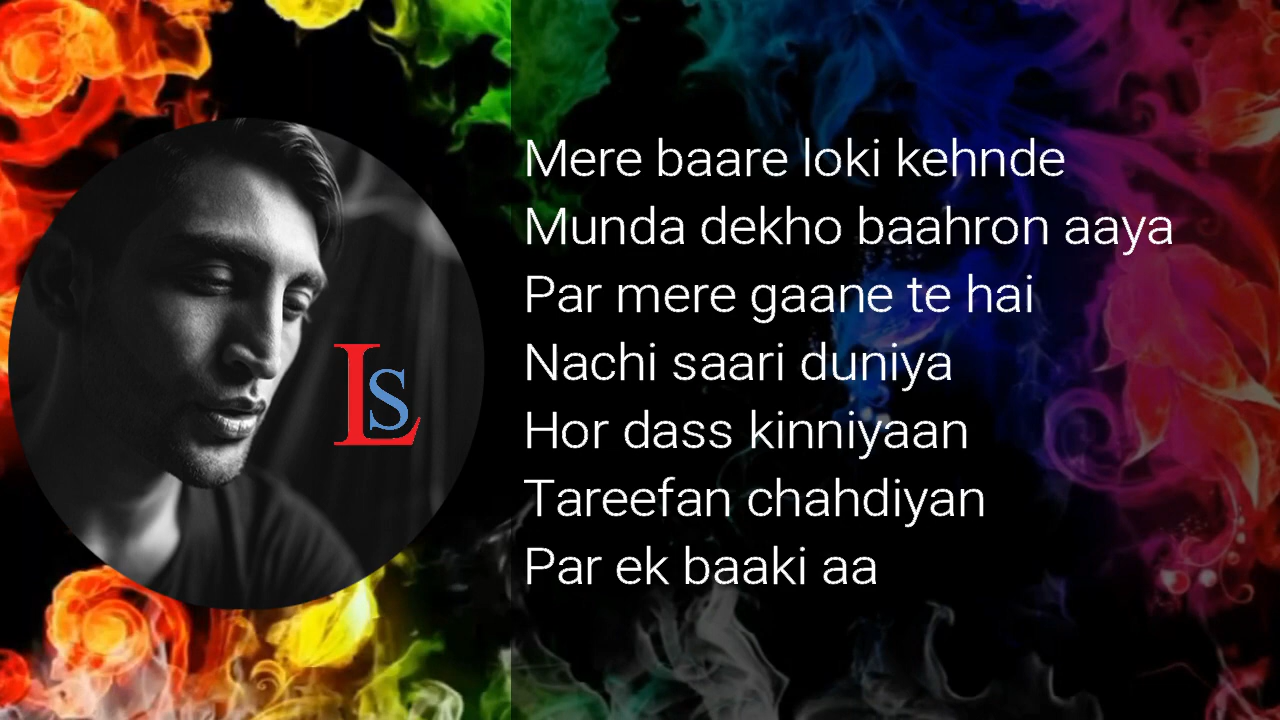 LS
Mere baare loki kehnde
Munda dekho baahron aaya
Par mere gaane te hai
Nachi saari duniya
Hor dass kinniyaan
Tareefan chahdiyan
Par ek baaki aa